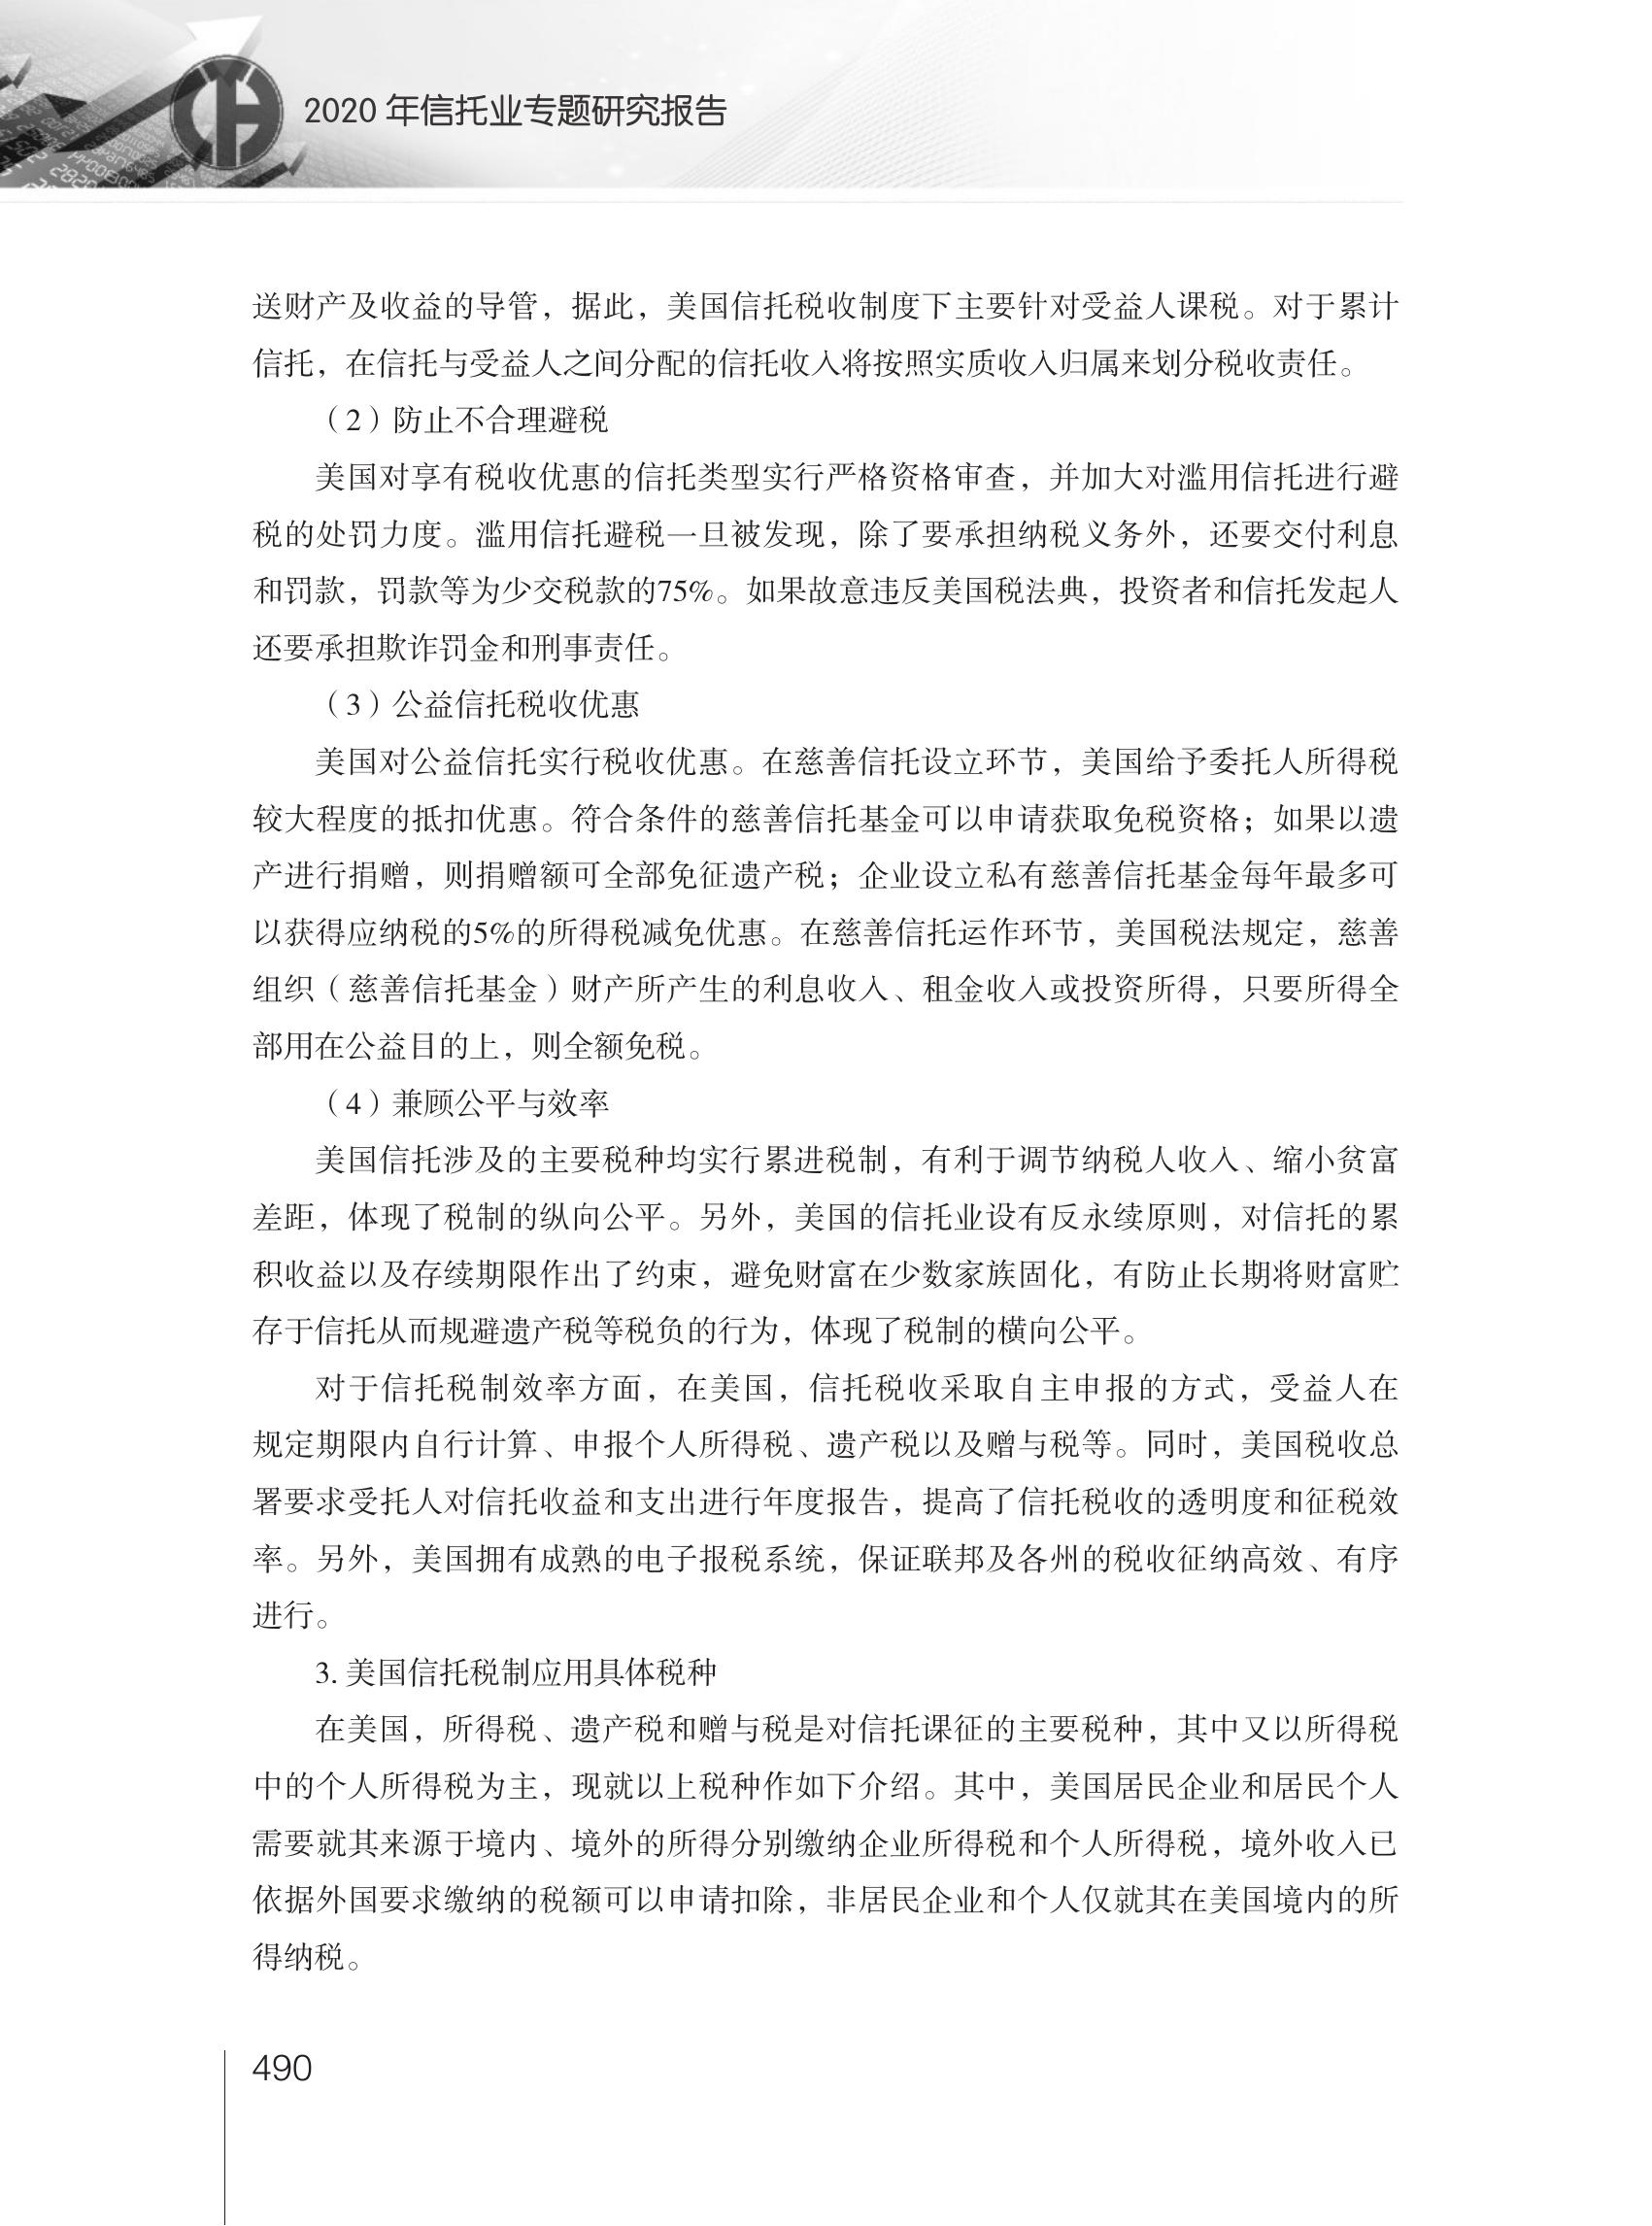 2020 年信托业专题研究报告
送财产及收益的导管，据此，美国信托税收制度下主要针对受益人课税。对于累计
信托，在信托与受益人之间分配的信托收入将按照实质收入归属来划分税收责任。
（2）防止不合理避税
美国对享有税收优惠的信托类型实行严格资格审查，并加大对滥用信托进行避
税的处罚力度。滥用信托避税一旦被发现，除了要承担纳税义务外，还要交付利息
和罚款，罚款等为少交税款的75%。如果故意违反美国税法典，投资者和信托发起人
还要承担欺诈罚金和刑事责任。
（3）公益信托税收优惠
美国对公益信托实行税收优惠。在慈善信托设立环节，美国给予委托人所得税
较大程度的抵扣优惠。符合条件的慈善信托基金可以申请获取免税资格；如果以遗
产进行捐赠，则捐赠额可全部免征遗产税；企业设立私有慈善信托基金每年最多可
以获得应纳税的5%的所得税减免优惠。在慈善信托运作环节，美国税法规定，慈善
组织（慈善信托基金）财产所产生的利息收入、租金收入或投资所得，只要所得全
部用在公益目的上，则全额免税。
（4）兼顾公平与效率
美国信托涉及的主要税种均实行累进税制，有利于调节纳税人收入、缩小贫富
差距，体现了税制的纵向公平。另外，美国的信托业设有反永续原则，对信托的累
积收益以及存续期限作出了约束，避免财富在少数家族固化，有防止长期将财富贮
存于信托从而规避遗产税等税负的行为，体现了税制的横向公平。
对于信托税制效率方面，在美国，信托税收采取自主申报的方式，受益人在
规定期限内自行计算、申报个人所得税、遗产税以及赠与税等。同时，美国税收总
署要求受托人对信托收益和支出进行年度报告，提高了信托税收的透明度和征税效
率。另外，美国拥有成熟的电子报税系统，保证联邦及各州的税收征纳高效、有序
进行。
3. 美国信托税制应用具体税种
在美国，所得税、遗产税和赠与税是对信托课征的主要税种，其中又以所得税
中的个人所得税为主，现就以上税种作如下介绍。其中，美国居民企业和居民个人
需要就其来源于境内、境外的所得分别缴纳企业所得税和个人所得税，境外收入已
依据外国要求缴纳的税额可以申请扣除，非居民企业和个人仅就其在美国境内的所
得纳税。
490